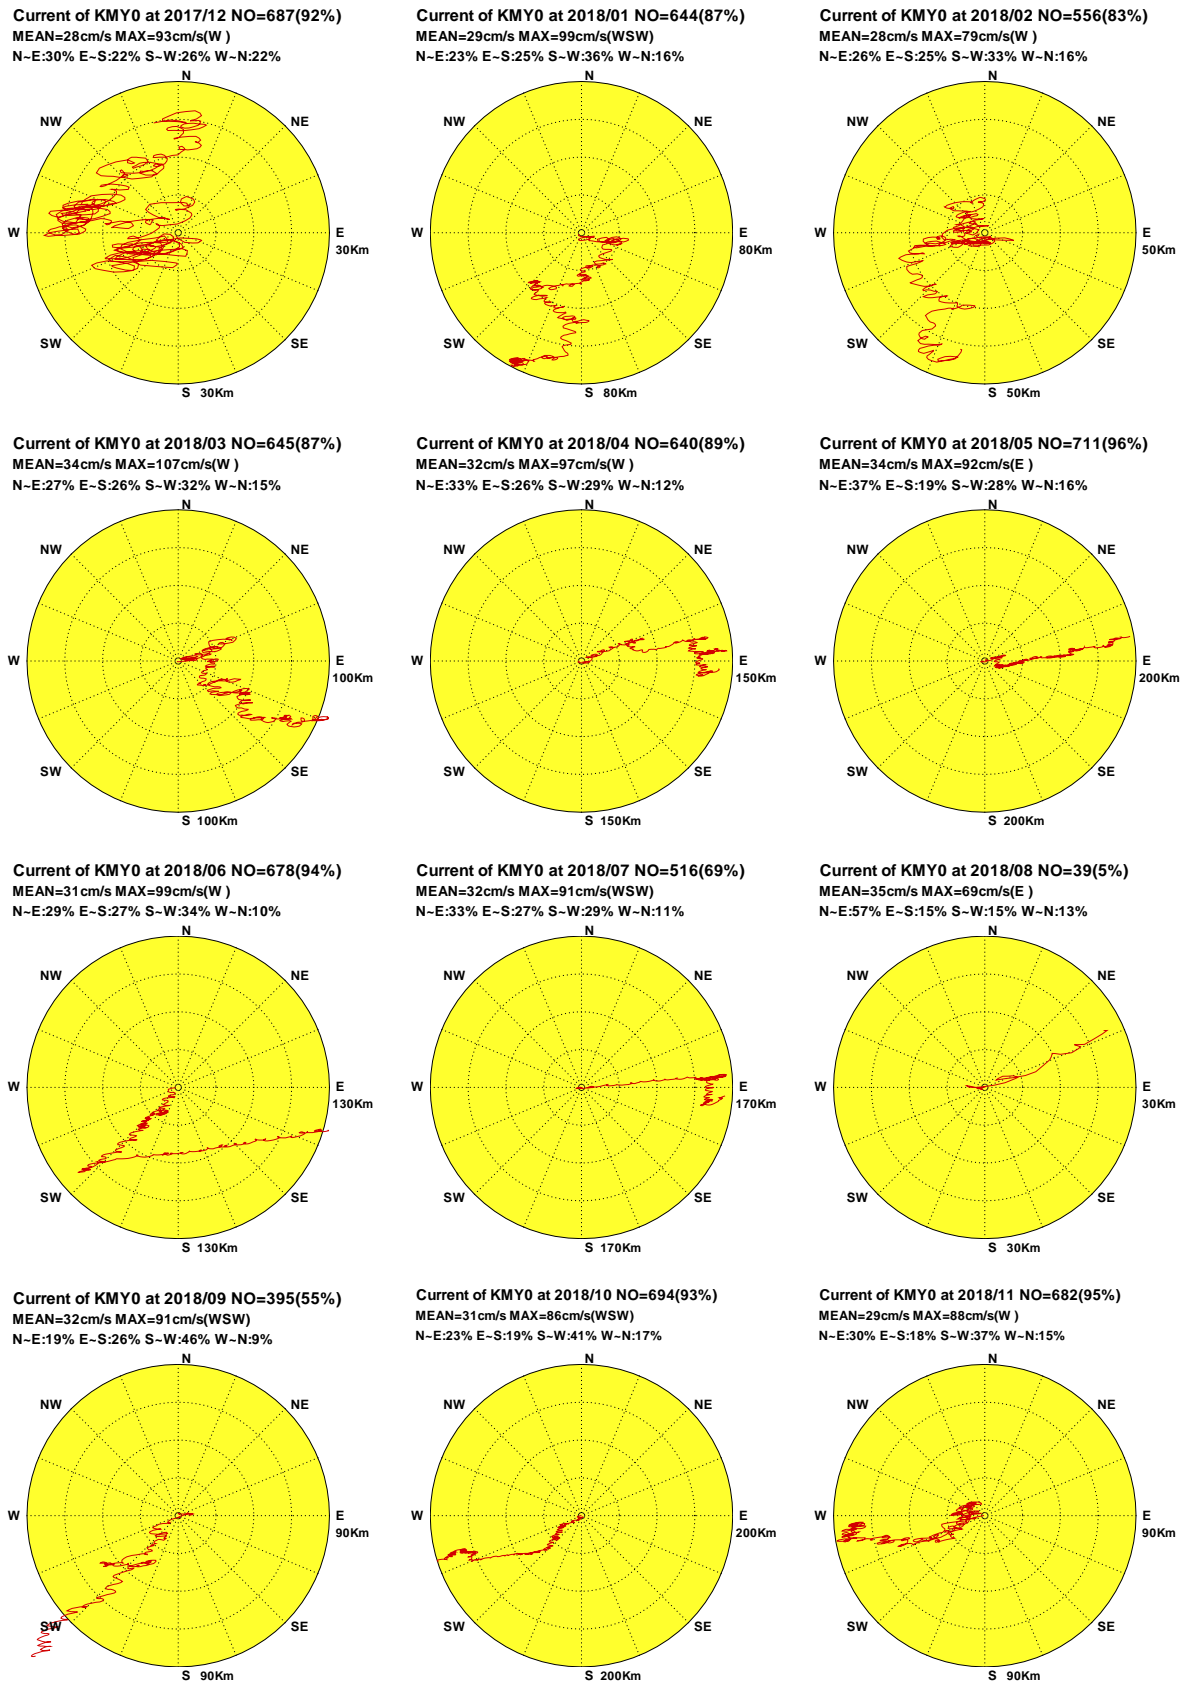 Current of KMY0 at 2017/12 NO=687(92%)
MEAN=28cm/s MAX=93cm/s(W )
N~E:30% E~S:22% S~W:26% W~N:22%
N
NW
NE
W
E
30Km
SW
SE
S 30Km
Current of KMY0 at 2018/01 NO=644(87%)
MEAN=29cm/s MAX=99cm/s(WSW)
N~E:23% E~S:25% S~W:36% W~N:16%
N
NW
NE
W
E
80Km
SW
SE
S 80Km
Current of KMY0 at 2018/02 NO=556(83%)
MEAN=28cm/s MAX=79cm/s(W )
N~E:26% E~S:25% S~W:33% W~N:16%
N
NW
NE
W
E
50Km
SW
SE
S 50Km
Current of KMY0 at 2018/03 NO=645(87%)
MEAN=34cm/s MAX=107cm/s(W )
N~E:27% E~S:26% S~W:32% W~N:15%
N
NW
NE
W
E
100Km
SW
SE
S 100Km
Current of KMY0 at 2018/04 NO=640(89%)
MEAN=32cm/s MAX=97cm/s(W )
N~E:33% E~S:26% S~W:29% W~N:12%
N
NW
NE
W
E
150Km
SW
SE
S 150Km
Current of KMY0 at 2018/05 NO=711(96%)
MEAN=34cm/s MAX=92cm/s(E )
N~E:37% E~S:19% S~W:28% W~N:16%
N
NW
NE
W
E
200Km
SW
SE
S 200Km
Current of KMY0 at 2018/06 NO=678(94%)
MEAN=31cm/s MAX=99cm/s(W )
N~E:29% E~S:27% S~W:34% W~N:10%
N
NW
NE
W
E
130Km
SW
SE
S 130Km
Current of KMY0 at 2018/07 NO=516(69%)
MEAN=32cm/s MAX=91cm/s(WSW)
N~E:33% E~S:27% S~W:29% W~N:11%
N
NW
NE
W
E
170Km
SW
SE
S 170Km
Current of KMY0 at 2018/08 NO=39(5%)
MEAN=35cm/s MAX=69cm/s(E )
N~E:57% E~S:15% S~W:15% W~N:13%
N
NW
NE
W
E
30Km
SW
SE
S 30Km
Current of KMY0 at 2018/09 NO=395(55%)
MEAN=32cm/s MAX=91cm/s(WSW)
N~E:19% E~S:26% S~W:46% W~N:9%
N
NW
NE
W
E
90Km
SW
SE
S 90Km
Current of KMY0 at 2018/10 NO=694(93%)
MEAN=31cm/s MAX=86cm/s(WSW)
N~E:23% E~S:19% S~W:41% W~N:17%
N
NW
NE
W
E
200Km
SW
SE
S 200Km
Current of KMY0 at 2018/11 NO=682(95%)
MEAN=29cm/s MAX=88cm/s(W )
N~E:30% E~S:18% S~W:37% W~N:15%
N
NW
NE
W
E
90Km
SW
SE
S 90Km